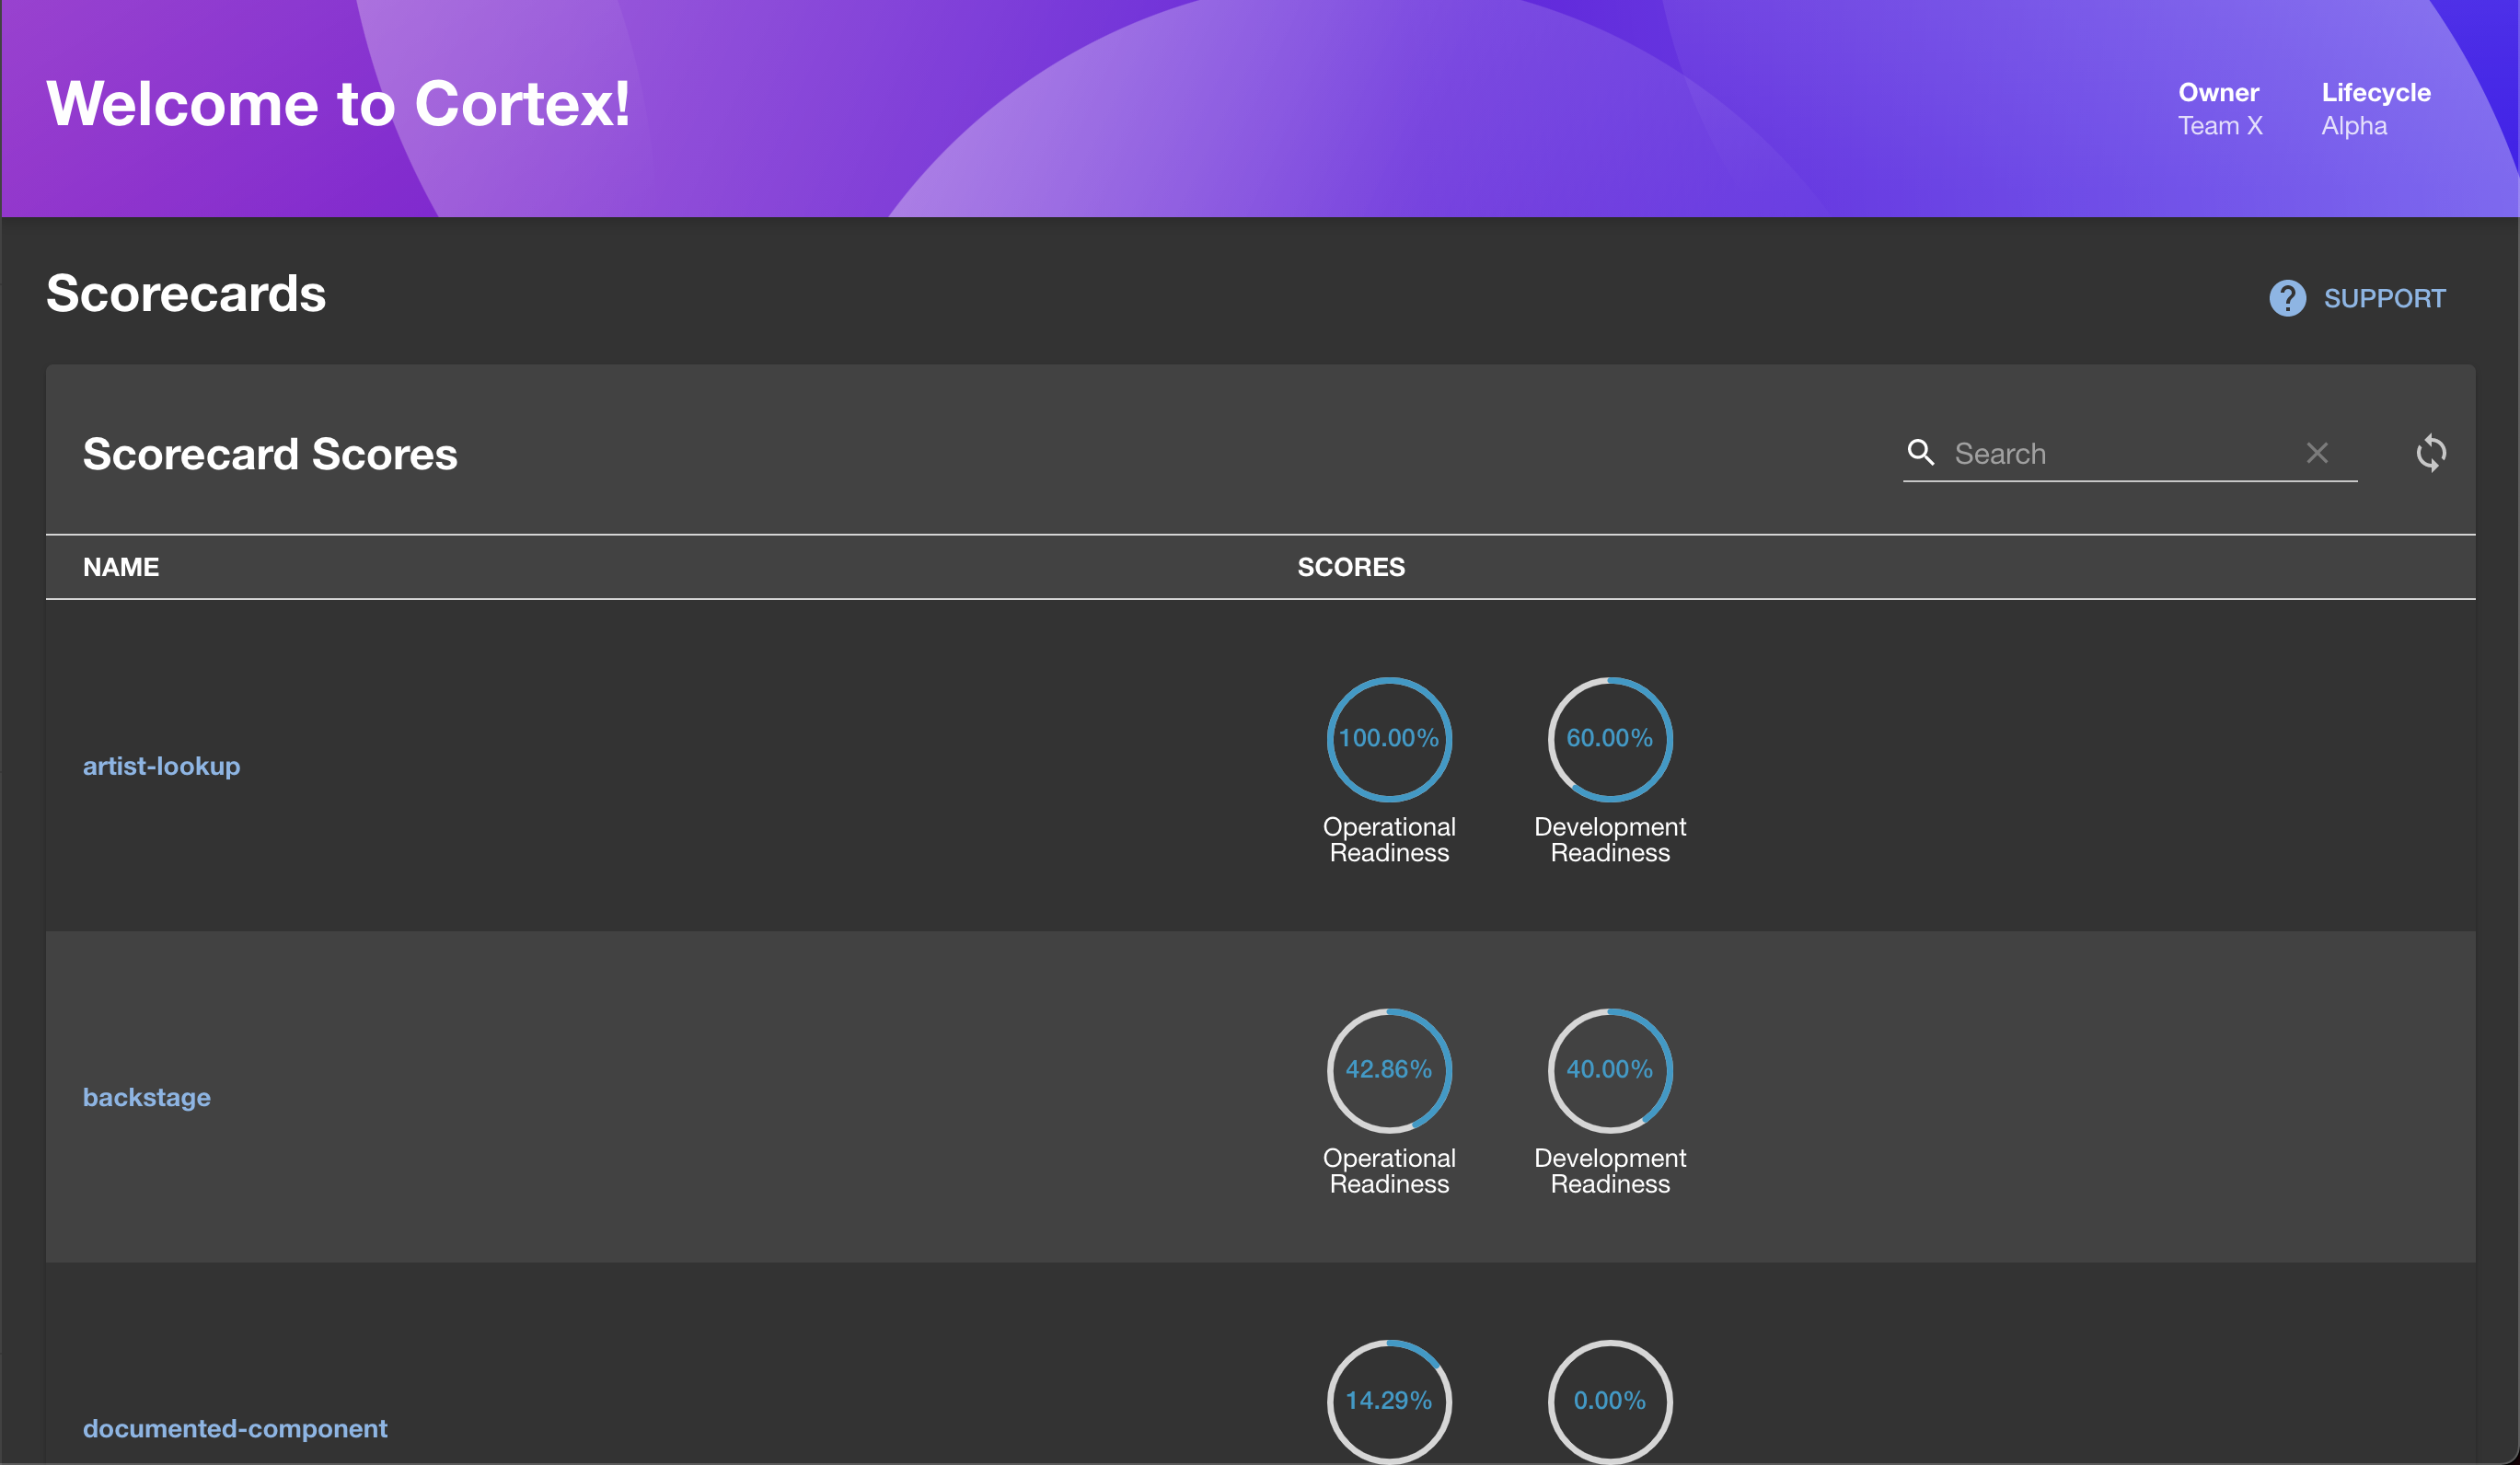 Welcome to Cortex!
Owner
Team X
Lifecycle
Alpha
Scorecards
SUPPORT
Scorecard Scores
Search
NAME
SCORES
artist-lookup
100.00%
Operational
Readiness
60.00%
Development
Readiness
backstage
42.86%
Operational
Readiness
40.00%
Development
Readiness
documented-component
14.29%
0.00%